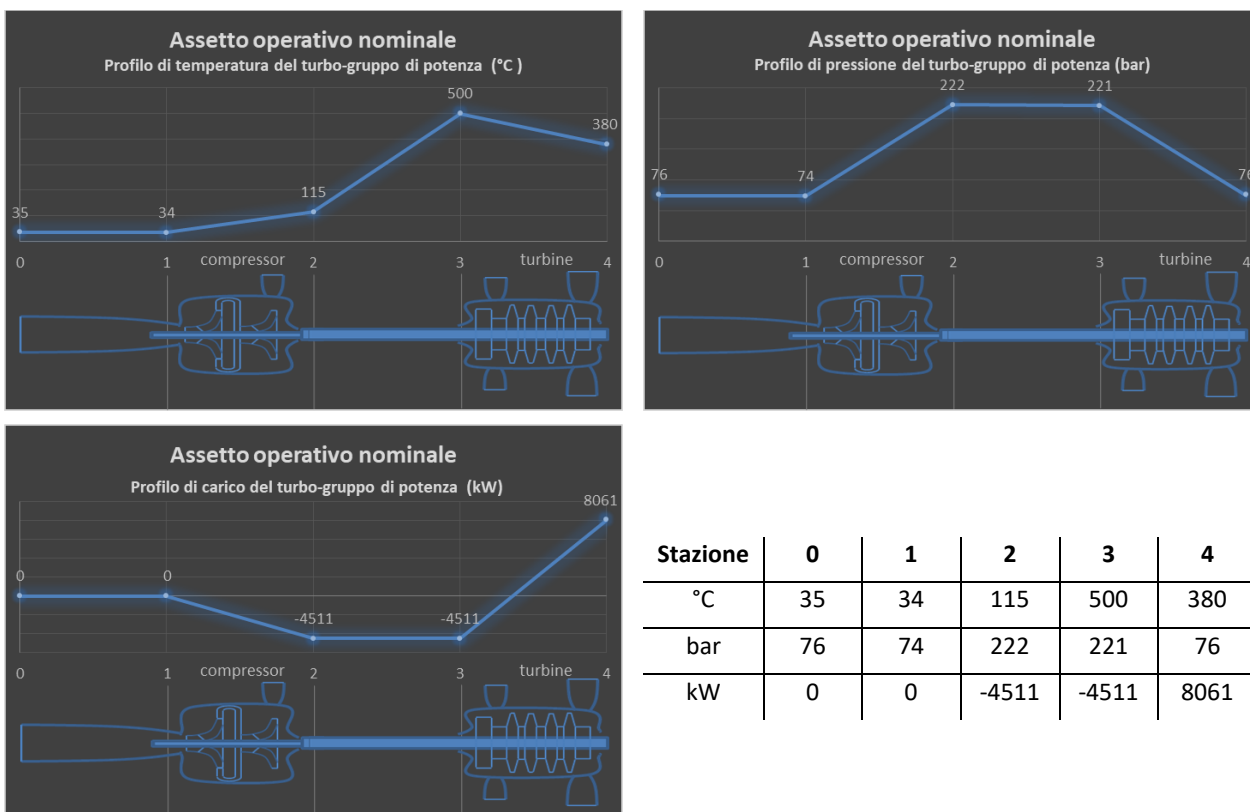 Assetto operativo nominale
Profilo di temperatura del turbo-gruppo di potenza (°C )
500
380
115
35
34
0 1 compressor 2 3 turbine 4
Assetto operativo nominale
Profilo di pressione del turbo-gruppo di potenza (bar)
222 221
76 74 76
0 1 compressor 2 3 turbine 4
Assetto operativo nominale
Profilo di carico del turbo-gruppo di potenza (kW)
8061
0 0
-4511 -4511
0 1 compressor 2 3 turbine 4
Stazione 0 1 2 3 4
°C 35 34 115 500 380
bar 76 74 222 221 76
kW 0 0 -4511 -4511 8061